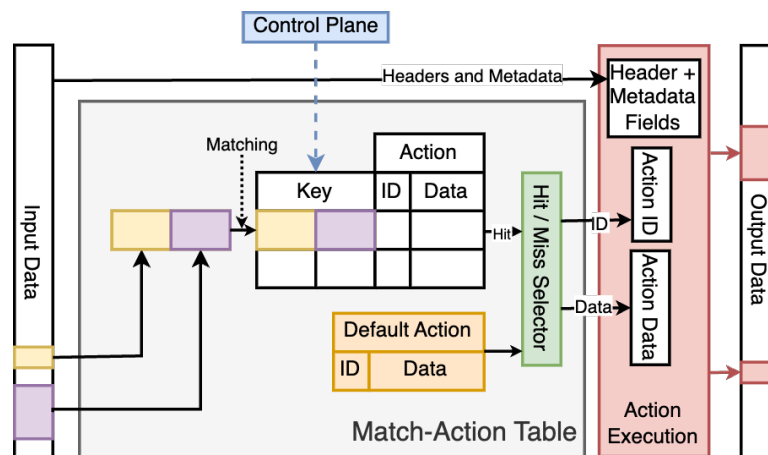 Control Plane
Headers and Metadata
Header +
Metadata
Fields
Matching
Action
Key
ID
Data
Hit
Hit / Miss Selector
ID
Action ID
Data
Action Data
Input Data
Output Data
Default Action
ID
Data
Match-Action Table
Action
Execution